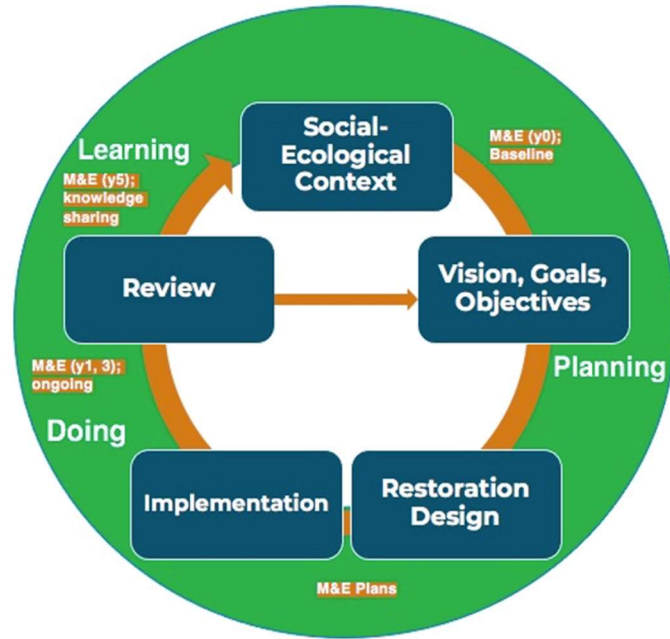 Social-
Ecological
Context
M&E (y0);
Baseline
Learning
M&E (y5);
knowledge
sharing
Review
Vision, Goals,
Objectives
M&E (y1, 3);
ongoing
Planning
Doing
Implementation
Restoration
Design
M&E Plans